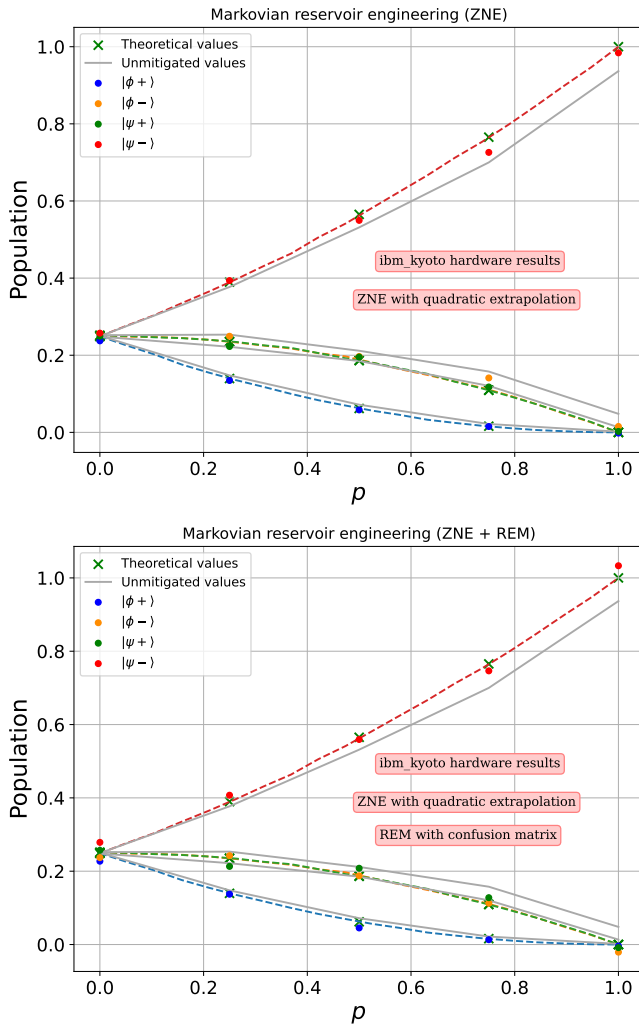 Markovian reservoir engineering (ZNE)
Theoretical values
Unmitigated values
|ϕ+⟩
|ϕ−⟩
|ψ+⟩
|ψ−⟩
1.0
0.8
0.6
0.4
0.2
0.0
Population
ibm_kyoto hardware results
ZNE with quadratic extrapolation
0.0 0.2 0.4 0.6 0.8 1.0
p
Markovian reservoir engineering (ZNE + REM)
Theoretical values
Unmitigated values
|ϕ+⟩
|ϕ−⟩
|ψ+⟩
|ψ−⟩
1.0
0.8
0.6
0.4
0.2
0.0
Population
ibm_kyoto hardware results
ZNE with quadratic extrapolation
REM with confusion matrix
0.0 0.2 0.4 0.6 0.8 1.0
p